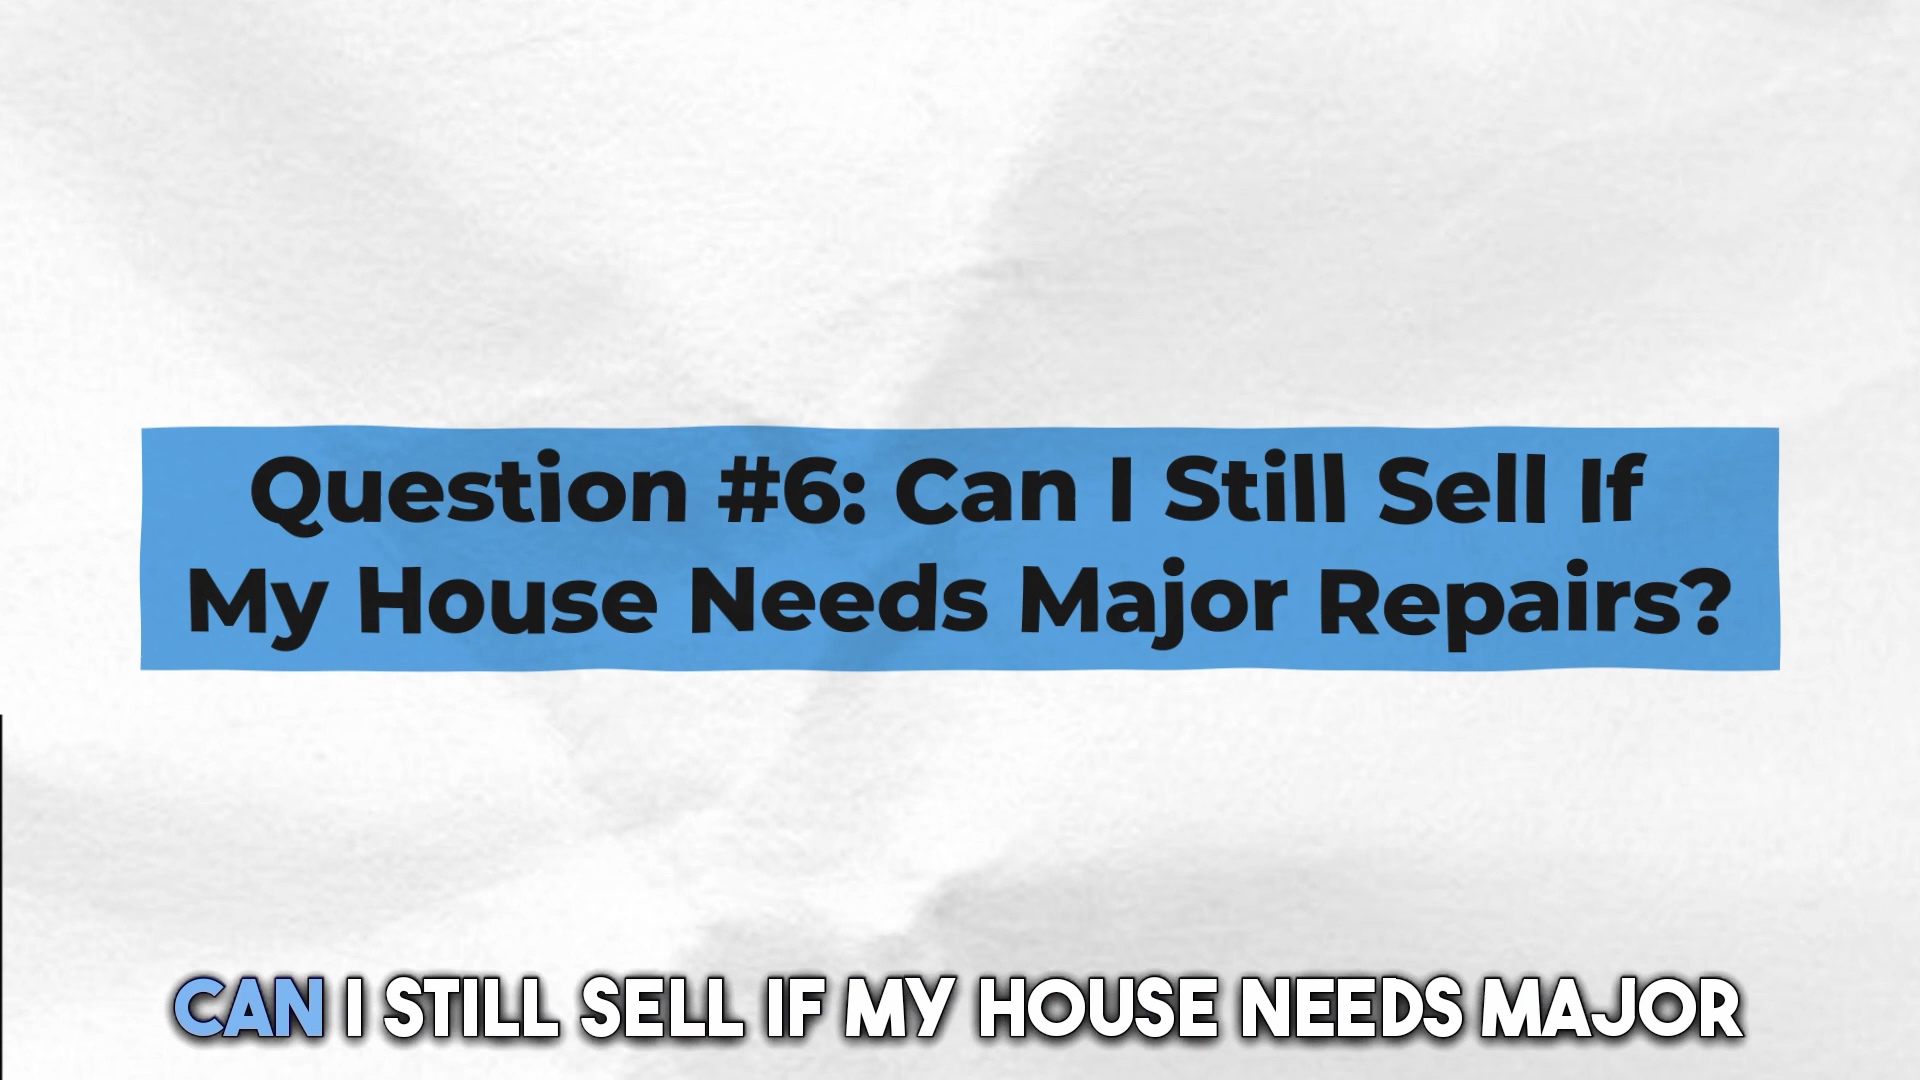 Question #6: Can I Still Sell If
My House Needs Major Repairs?
CAN I STILL SELL IF MY HOUSE NEEDS MAJOR